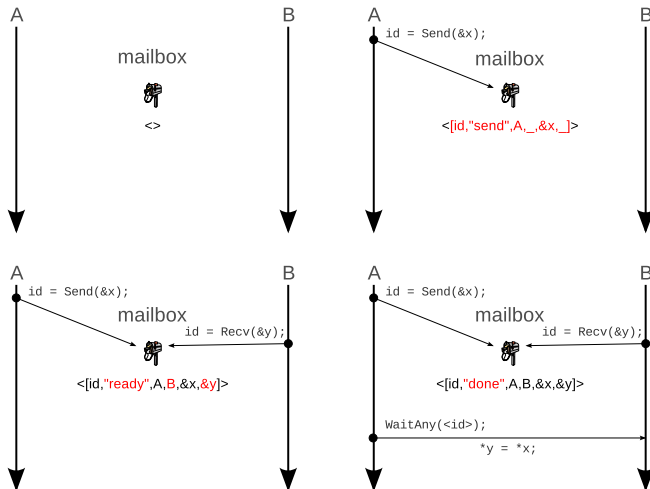 A
B
mailbox
<>
A
B
id = Send(&x);
mailbox
<[id,"send",A,_,&x,_]>
A
B
id = Send(&x);
mailbox
id = Recv(&y);
<[id,"ready",A,B,&x,&y]>
A
B
id = Send(&x);
mailbox
id = Recv(&y);
<[id,"done",A,B,&x,&y]>
WaitAny(<id>);
*y = *x;